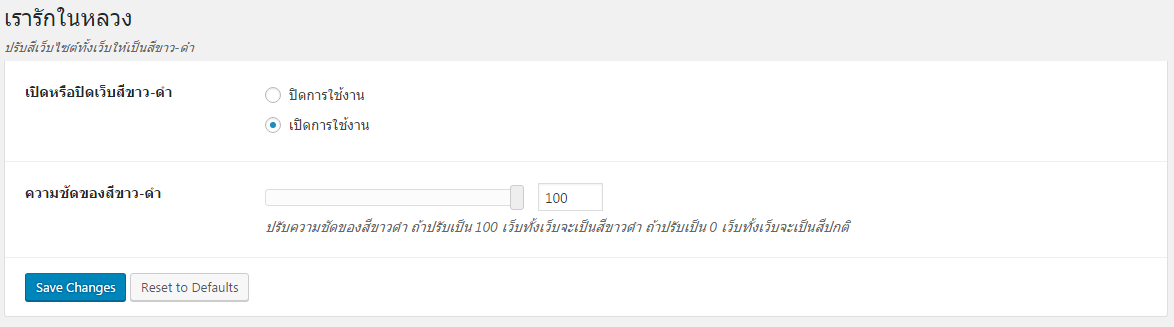 เรารักในหลวง
ปรับสีเว็บไซต์ทั้งเว็บให้เป็นสีขาว-ดำ
เปิดหรือปิดเว็บสีขาว-ดำ
ปิดการใช้งาน
เปิดการใช้งาน
ความชัดของสีขาว-ดำ
100
ปรับความชัดของสีขาวดำ ถ้าปรับเป็น 100 เว็บทั้งเว็บจะเป็นสีขาวดำ ถ้าปรับเป็น 0 เว็บทั้งเว็บจะเป็นสีปกติ
Save Changes
Reset to Defaults